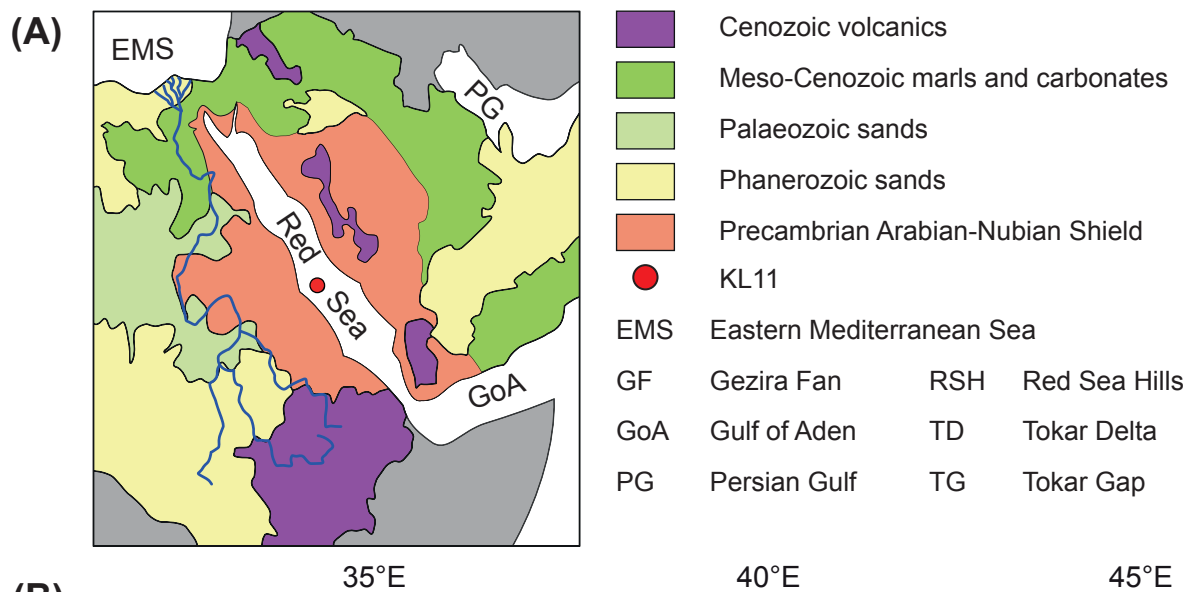 (A)
EMS
PG
Red
Sea
GoA
Cenozoic volcanics
Meso-Cenozoic marls and carbonates
Palaeozoic sands
Phanerozoic sands
Precambrian Arabian-Nubian Shield
KL11
EMS Eastern Mediterranean Sea
GF Gezira Fan RSH Red Sea Hills
GoA Gulf of Aden TD Tokar Delta
PG Persian Gulf TG Tokar Gap
35°E 40°E 45°E
(B)